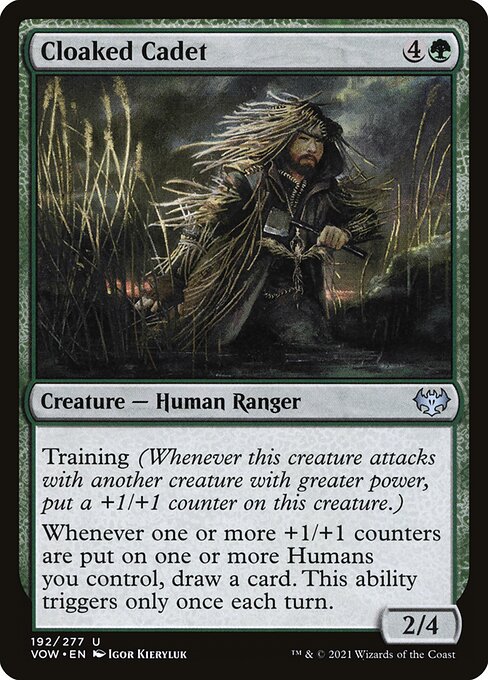 Cloaked Cadet 4
Creature — Human Ranger
Training (Whenever this creature attacks
with another creature with greater power,
put a +1/+1 counter on this creature.)
Whenever one or more +1/+1 counters
are put on one or more Humans
you control, draw a card. This ability
triggers only once each turn.
2/4
192/277 U
VOW • EN Igor Kieryluk ™ & © 2021 Wizards of the Coast